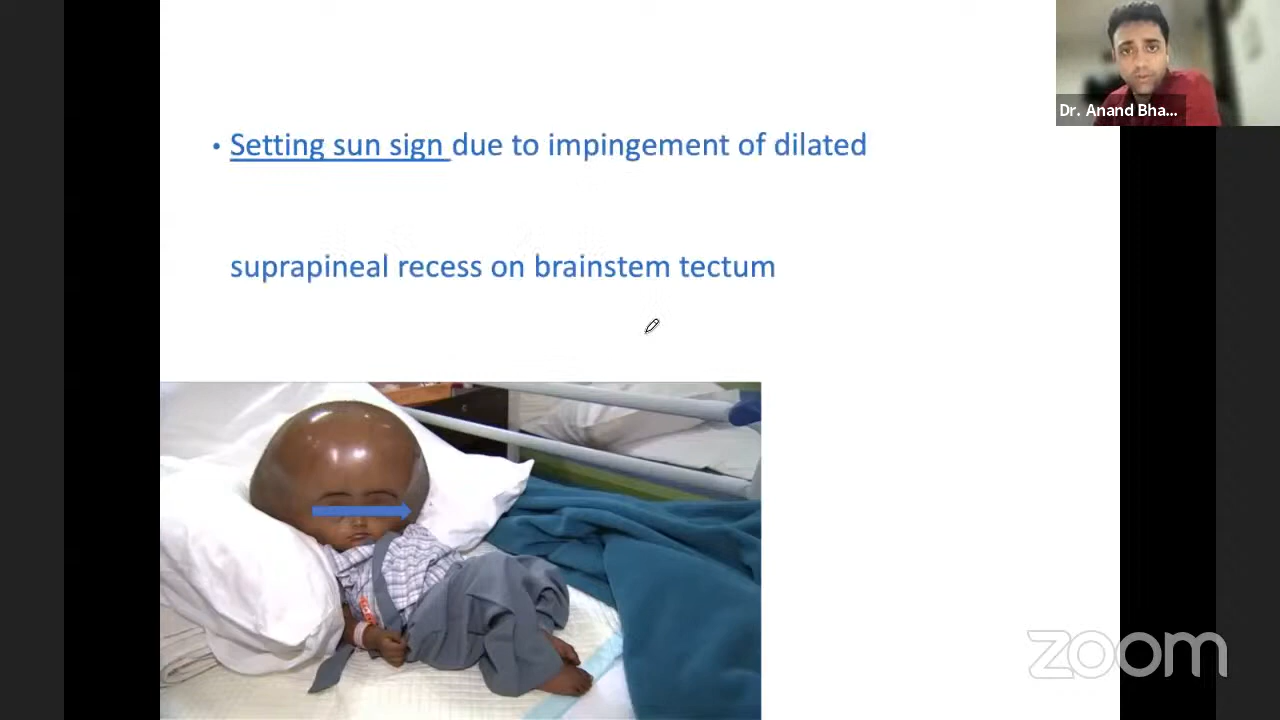 Dr. Anand Bha...
• Setting sun sign due to impingement of dilated
suprapineal recess on brainstem tectum
zoom